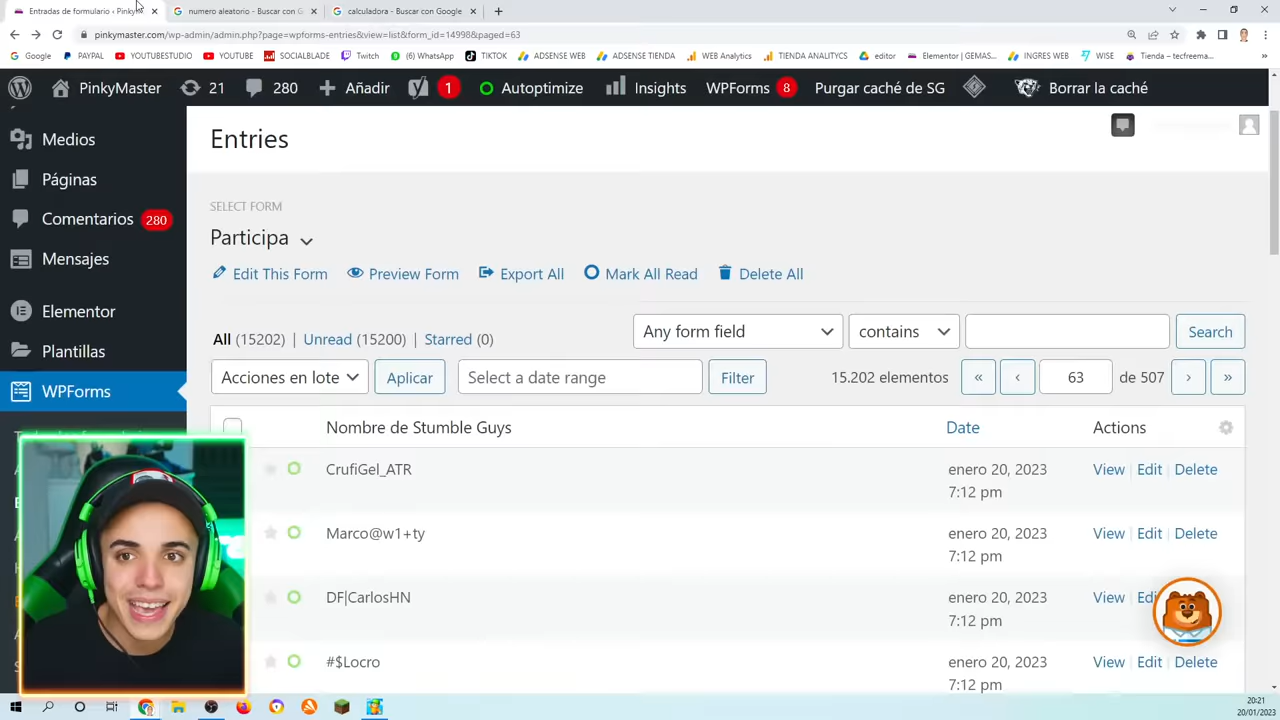 Entradas de formulario ‹ Pinky
numero aleatorio - Buscar con G
calculadora - Buscar con Google
pinkymaster.com/wp-admin/admin.php?page=wpforms-entries&view=list&form_id=14998&paged=63
Google PAYPAL YOUTUBESTUDIO YOUTUBE SOCIALBLADE Twitch (6) WhatsApp TIKTOK ADSENSE WEB ADSENSE TIENDA WEB Analytics TIENDA ANALITYCS editor Elementor | GEMAS... INGRES WEB WISE Tienda – tecfreema...
PinkyMaster 21 280 Añadir 1 Autoptimize Insights WPForms 8 Purgar caché de SG Borrar la caché
Medios
Páginas
Comentarios 280
Mensajes
Elementor
Plantillas
WPForms
Entries
SELECT FORM
Participa
Edit This Form Preview Form Export All Mark All Read Delete All
All (15202) | Unread (15200) | Starred (0)
Any form field contains Search
Acciones en lote Aplicar Select a date range Filter 15.202 elementos « ‹ 63 de 507 › »
Nombre de Stumble Guys Date Actions
CrufiGel_ATR enero 20, 2023 View | Edit | Delete
7:12 pm
Marco@w1+ty enero 20, 2023 View | Edit | Delete
7:12 pm
DF|CarlosHN enero 20, 2023 View | Edit
7:12 pm
#$Locro enero 20, 2023 View | Edit | Delete
7:12 pm
20:21
20/01/2023